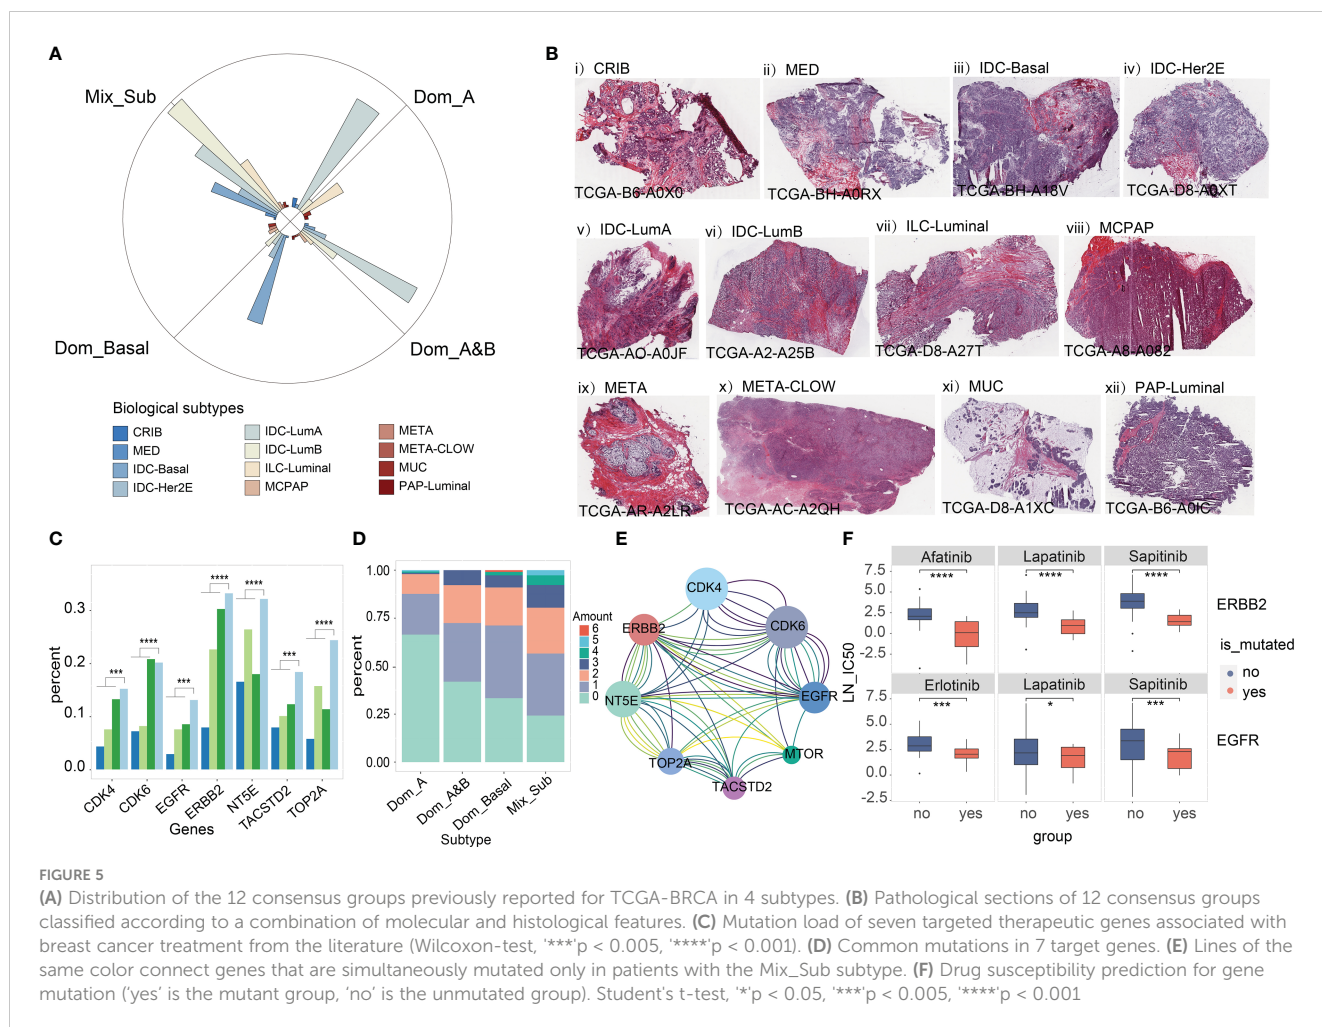 A
Mix_Sub
Dom_A
Dom_Basal
Dom_A&B
Biological subtypes
CRIB
MED
IDC-Basal
IDC-Her2E
IDC-LumA
IDC-LumB
ILC-Luminal
MCPAP
META
META-CLOW
MUC
PAP-Luminal
B
i) CRIB
TCGA-B6-A0X0
ii) MED
TCGA-BH-A0RX
iii) IDC-Basal
TCGA-BH-A18V
iv) IDC-Her2E
TCGA-D8-A0XT
v) IDC-LumA
TCGA-AO-A0JF
vi) IDC-LumB
TCGA-A2-A25B
vii) ILC-Luminal
TCGA-D8-A27T
viii) MCPAP
TCGA-A8-A082
ix) META
TCGA-AR-A2LR
x) META-CLOW
TCGA-AC-A2QH
xi) MUC
TCGA-D8-A1XC
xii) PAP-Luminal
TCGA-B6-A0IC
C
percent
0.3
0.2
0.1
0.0
***
****
***
****
****
***
****
CDK4
CDK6
EGFR
ERBB2
NT5E
TACSTD2
TOP2A
Genes
D
percent
1.00
0.75
0.50
0.25
0.00
Dom_A
Dom_A&B
Dom_Basal
Mix_Sub
Subtype
Amount
6
5
4
3
2
1
0
E
CDK4
ERBB2
CDK6
NT5E
EGFR
TOP2A
MTOR
TACSTD2
F
LN_IC50
Afatinib
Lapatinib
Sapitinib
****
****
****
7.5
5.0
2.5
0.0
-2.5
ERBB2
is_mutated
no
yes
Erlotinib
Lapatinib
Sapitinib
***
*
***
7.5
5.0
2.5
0.0
-2.5
EGFR
no yes no yes no yes
group
FIGURE 5
(A) Distribution of the 12 consensus groups previously reported for TCGA-BRCA in 4 subtypes. (B) Pathological sections of 12 consensus groups
classified according to a combination of molecular and histological features. (C) Mutation load of seven targeted therapeutic genes associated with
breast cancer treatment from the literature (Wilcoxon-test, '***'p < 0.005, '****'p < 0.001). (D) Common mutations in 7 target genes. (E) Lines of the
same color connect genes that are simultaneously mutated only in patients with the Mix_Sub subtype. (F) Drug susceptibility prediction for gene
mutation ('yes' is the mutant group, 'no' is the unmutated group). Student's t-test, '*'p < 0.05, '***'p < 0.005, '****'p < 0.001